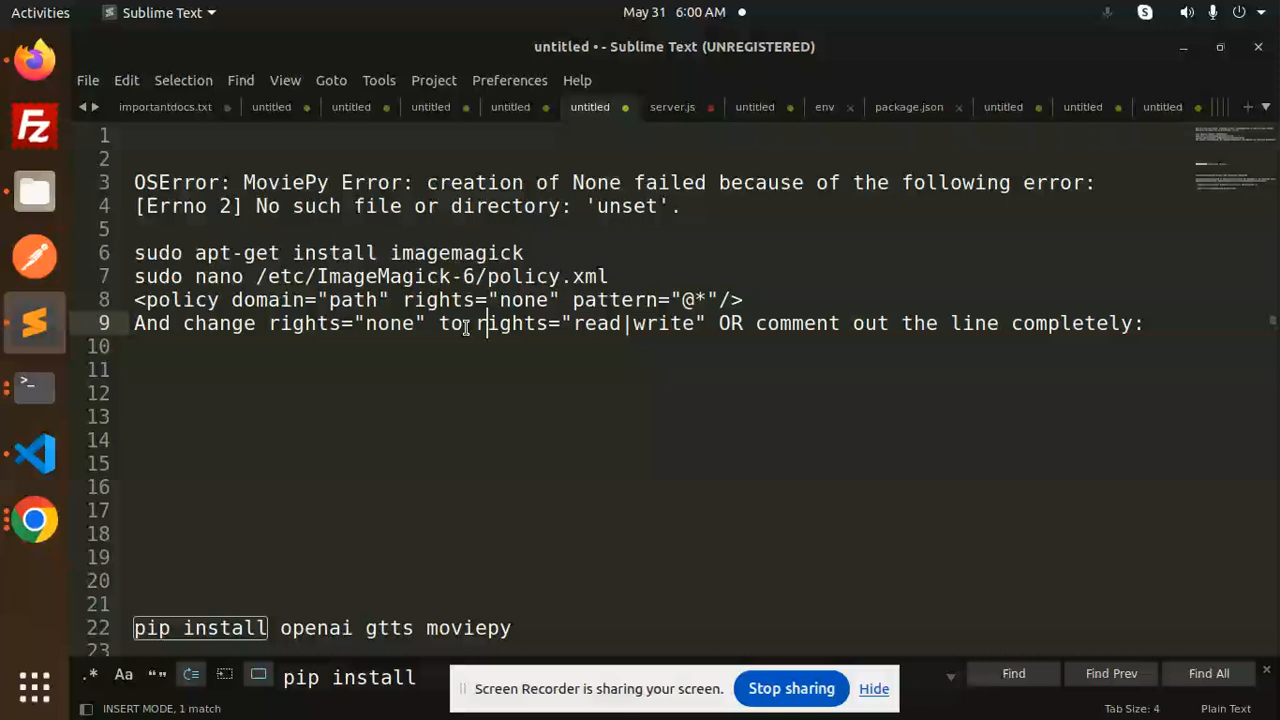 Activities Sublime Text May 31 6:00 AM
untitled • - Sublime Text (UNREGISTERED)
File Edit Selection Find View Goto Tools Project Preferences Help
importantdocs.txt untitled untitled untitled untitled untitled server.js untitled env package.json untitled untitled untitled
1
2
3 OSError: MoviePy Error: creation of None failed because of the following error:
4 [Errno 2] No such file or directory: 'unset'.
5
6 sudo apt-get install imagemagick
7 sudo nano /etc/ImageMagick-6/policy.xml
8 <policy domain="path" rights="none" pattern="@*"/>
9 And change rights="none" to rights="read|write" OR comment out the line completely:
10
11
12
13
14
15
16
17
18
19
20
21
22 pip install openai gtts moviepy
23
.* Aa “” pip install Find Find Prev Find All
Screen Recorder is sharing your screen. Stop sharing Hide
INSERT MODE, 1 match Tab Size: 4 Plain Text